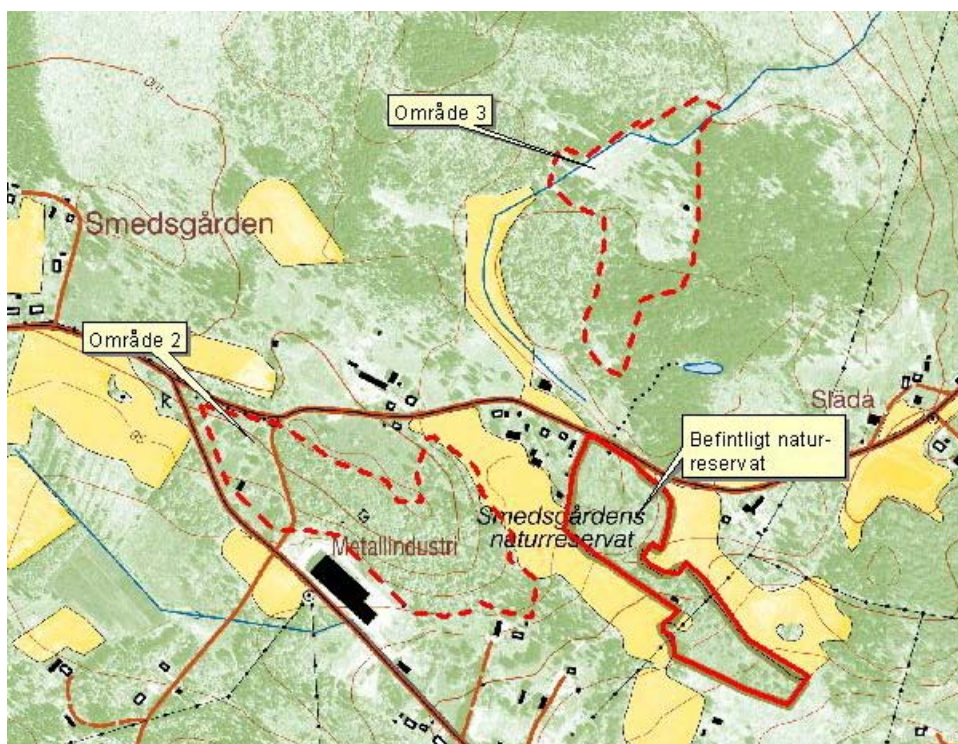 Område 3
Smedsgården
Område 2
k
Släda
Befintligt natur-
reservat
Smedsgårdens
naturreservat
G
Metallindustri